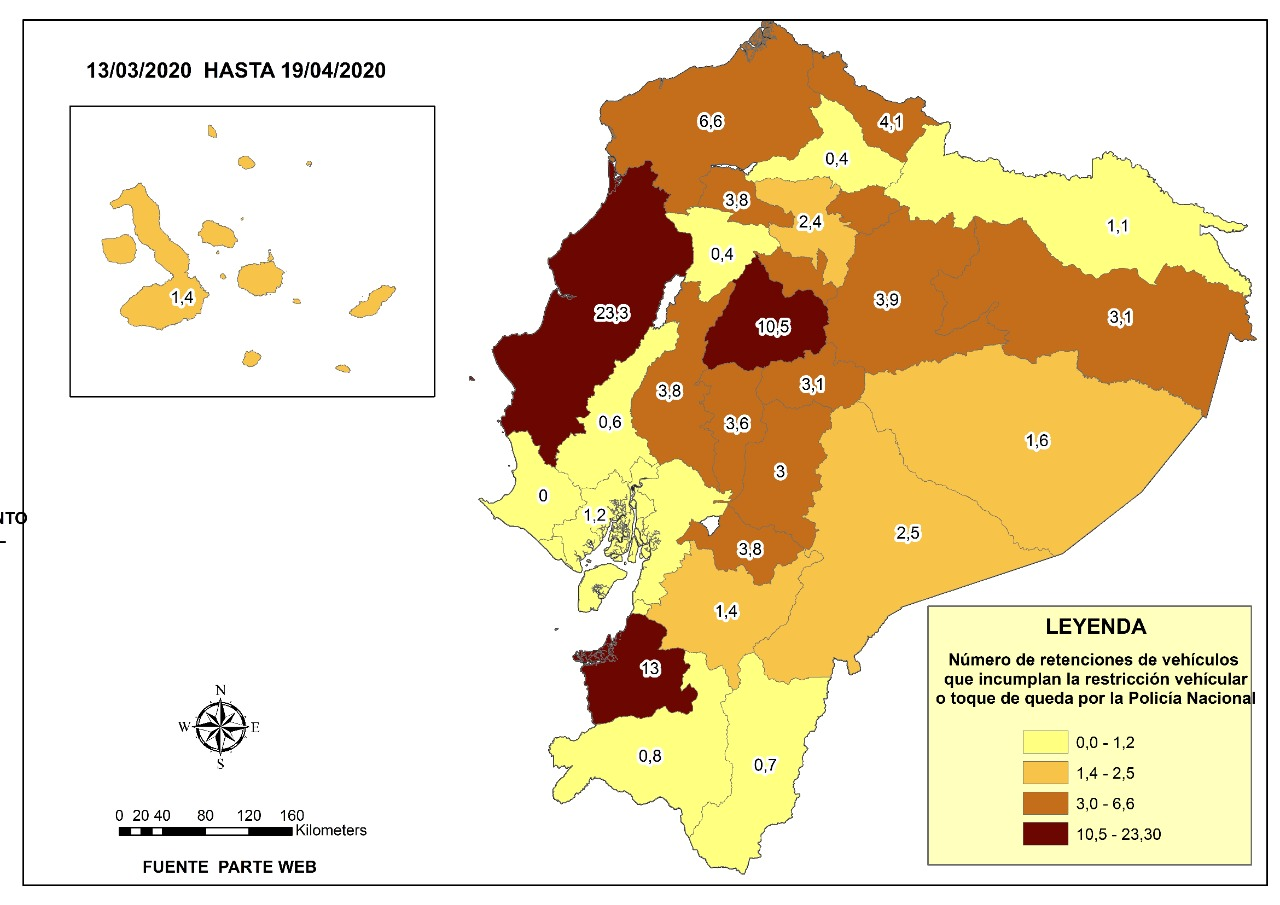 13/03/2020 HASTA 19/04/2020
6,6
4,1
0,4
3,8
2,4
1,1
0,4
1,4
3,9
23,3
10,5
3,1
3,8
3,1
0,6
3,6
1,6
3
0
1,2
NTO
2,5
3,8
1,4
13
0,8
0,7
LEYENDA
Número de retenciones de vehículos
que incumplan la restricción vehícular
o toque de queda por la Policía Nacional
0,0 - 1,2
1,4 - 2,5
3,0 - 6,6
10,5 - 23,30
N
W E
S
0 20 40 80 120 160
Kilometers
FUENTE PARTE WEB